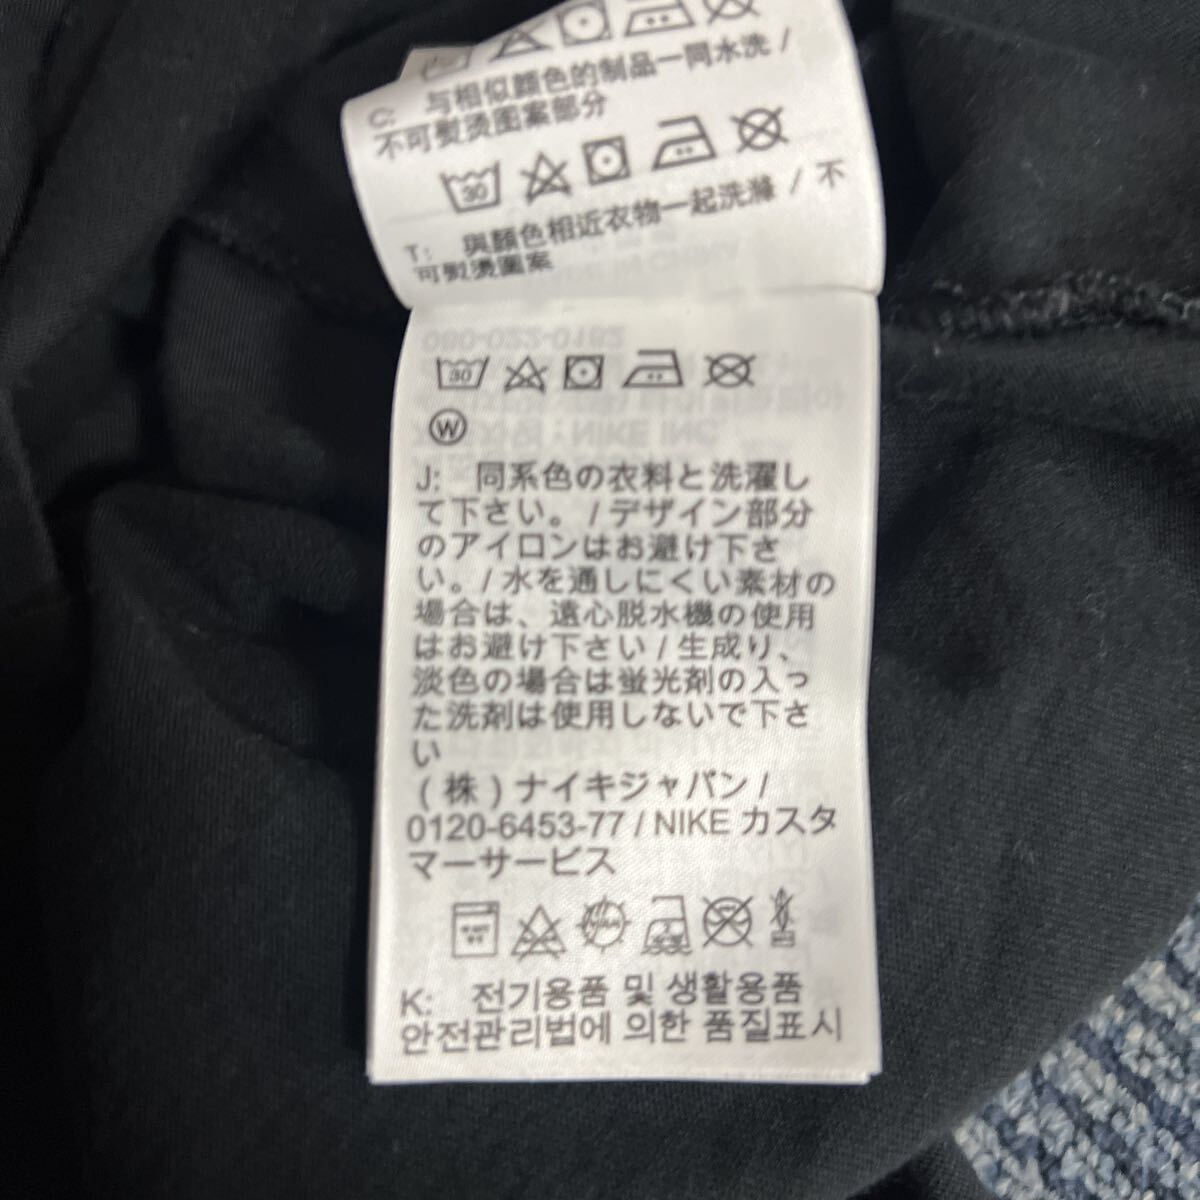 C: 与相似颜色的制品一同水洗 /
不可熨烫图案部分
30
T: 與顏色相近衣物一起洗滌 / 不
可熨燙圖案
30
W
J: 同系色の衣料と洗濯し
て下さい。/ デザイン部分
のアイロンはお避け下さ
い。/ 水を通しにくい素材の
場合は、遠心脱水機の使用
はお避け下さい / 生成り、
淡色の場合は蛍光剤の入っ
た洗剤は使用しないで下さ
い
(株) ナイキジャパン /
0120-6453-77 / NIKE カスタ
マーサービス
K: 전기용품 및 생활용품
안전관리법에 의한 품질표시